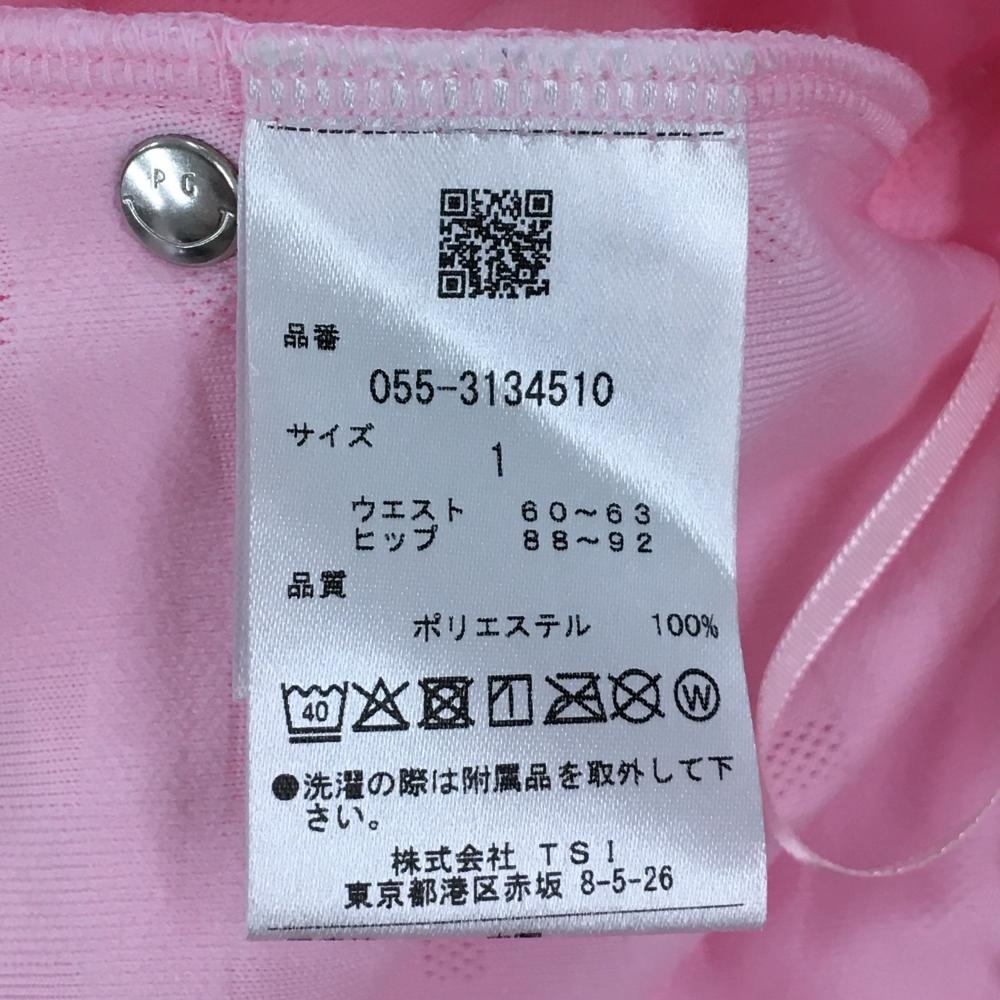 P G
品番
055-3134510
サイズ
1
ウエスト 60~63
ヒップ 88~92
品質
ポリエステル 100%
40 W
●洗濯の際は附属品を取外して下
さい。
株式会社 TSI
東京都港区赤坂 8-5-26